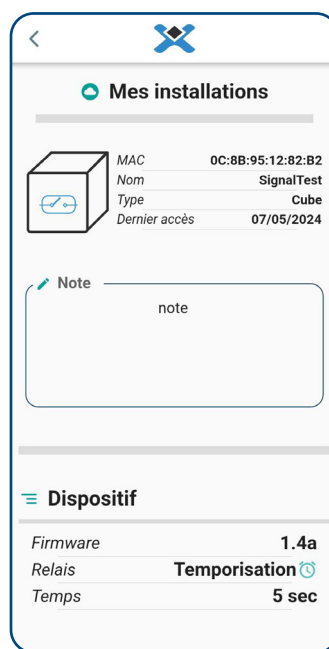 Mes installations
MAC 0C:8B:95:12:82:B2
Nom SignalTest
Type Cube
Dernier accès 07/05/2024
Note
note
Dispositif
Firmware 1.4a
Relais Temporisation
Temps 5 sec